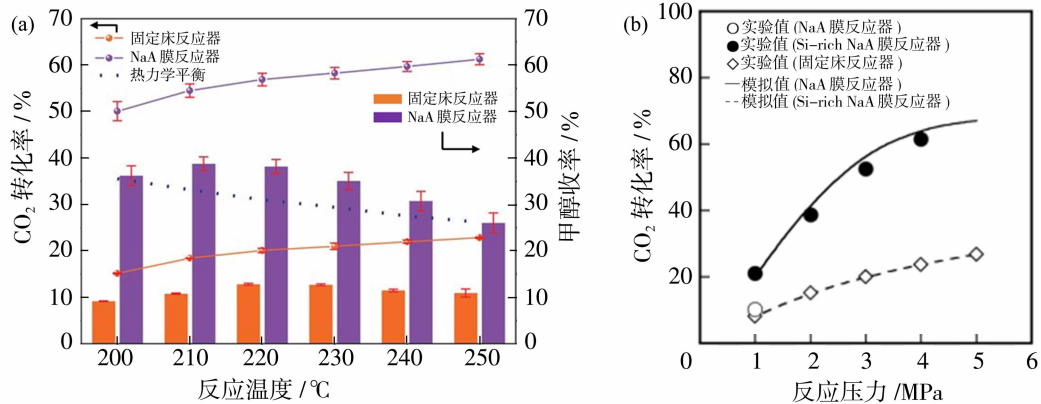 (a)
70
60
50
40
30
20
10
0
CO2 转化率 / %
固定床反应器
NaA 膜反应器
热力学平衡
固定床反应器
NaA 膜反应器
70
60
50
40
30
20
10
0
甲醇收率 / %
200 210 220 230 240 250
反应温度 /℃
(b)
100
80
60
40
20
0
CO2 转化率 / %
实验值 (NaA 膜反应器 )
实验值 (Si-rich NaA膜反应器)
实验值 (固定床反应器)
模拟值 (NaA 膜反应器 )
模拟值 (Si-rich NaA膜反应器 )
1 2 3 4 5 6
反应压力 /MPa